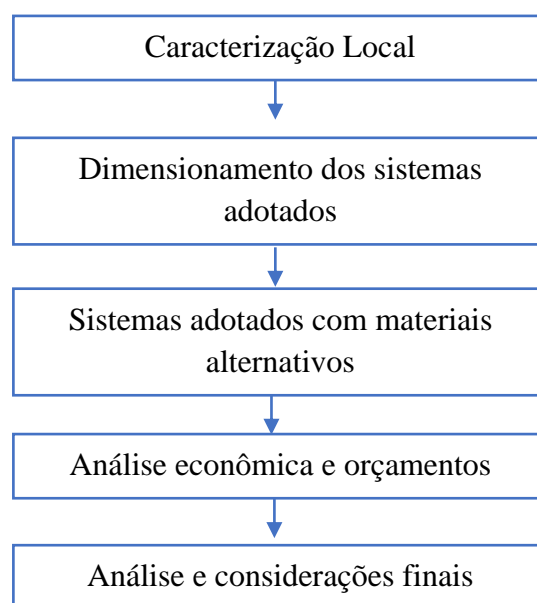 Caracterização Local
Dimensionamento dos sistemas
adotados
Sistemas adotados com materiais
alternativos
Análise econômica e orçamentos
Análise e considerações finais